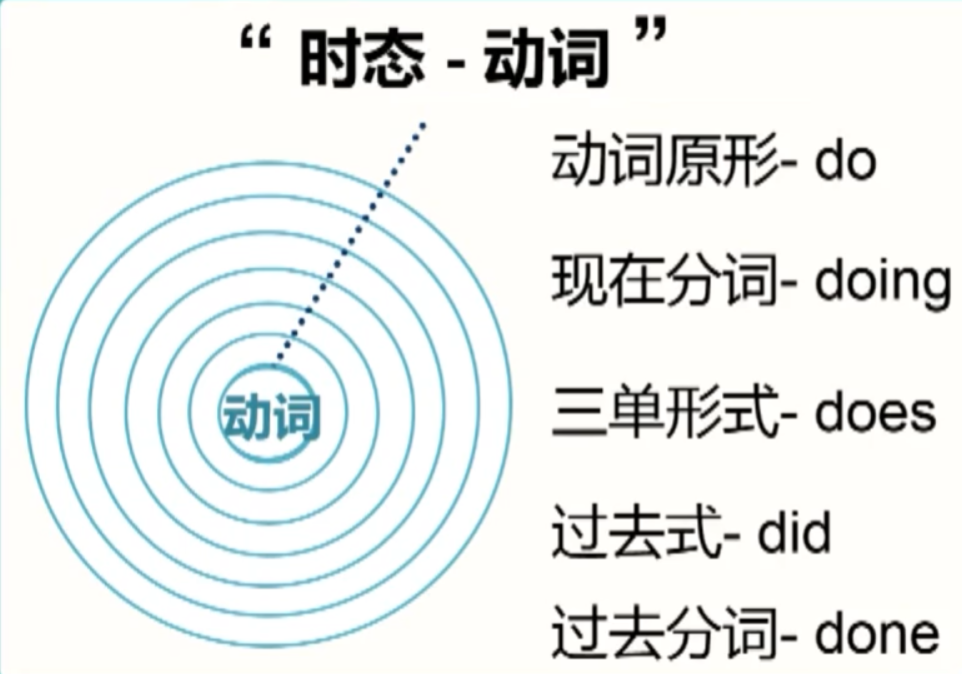 “ 时态 - 动词 ”
动词原形- do
现在分词- doing
动词
三单形式- does
过去式- did
过去分词- done